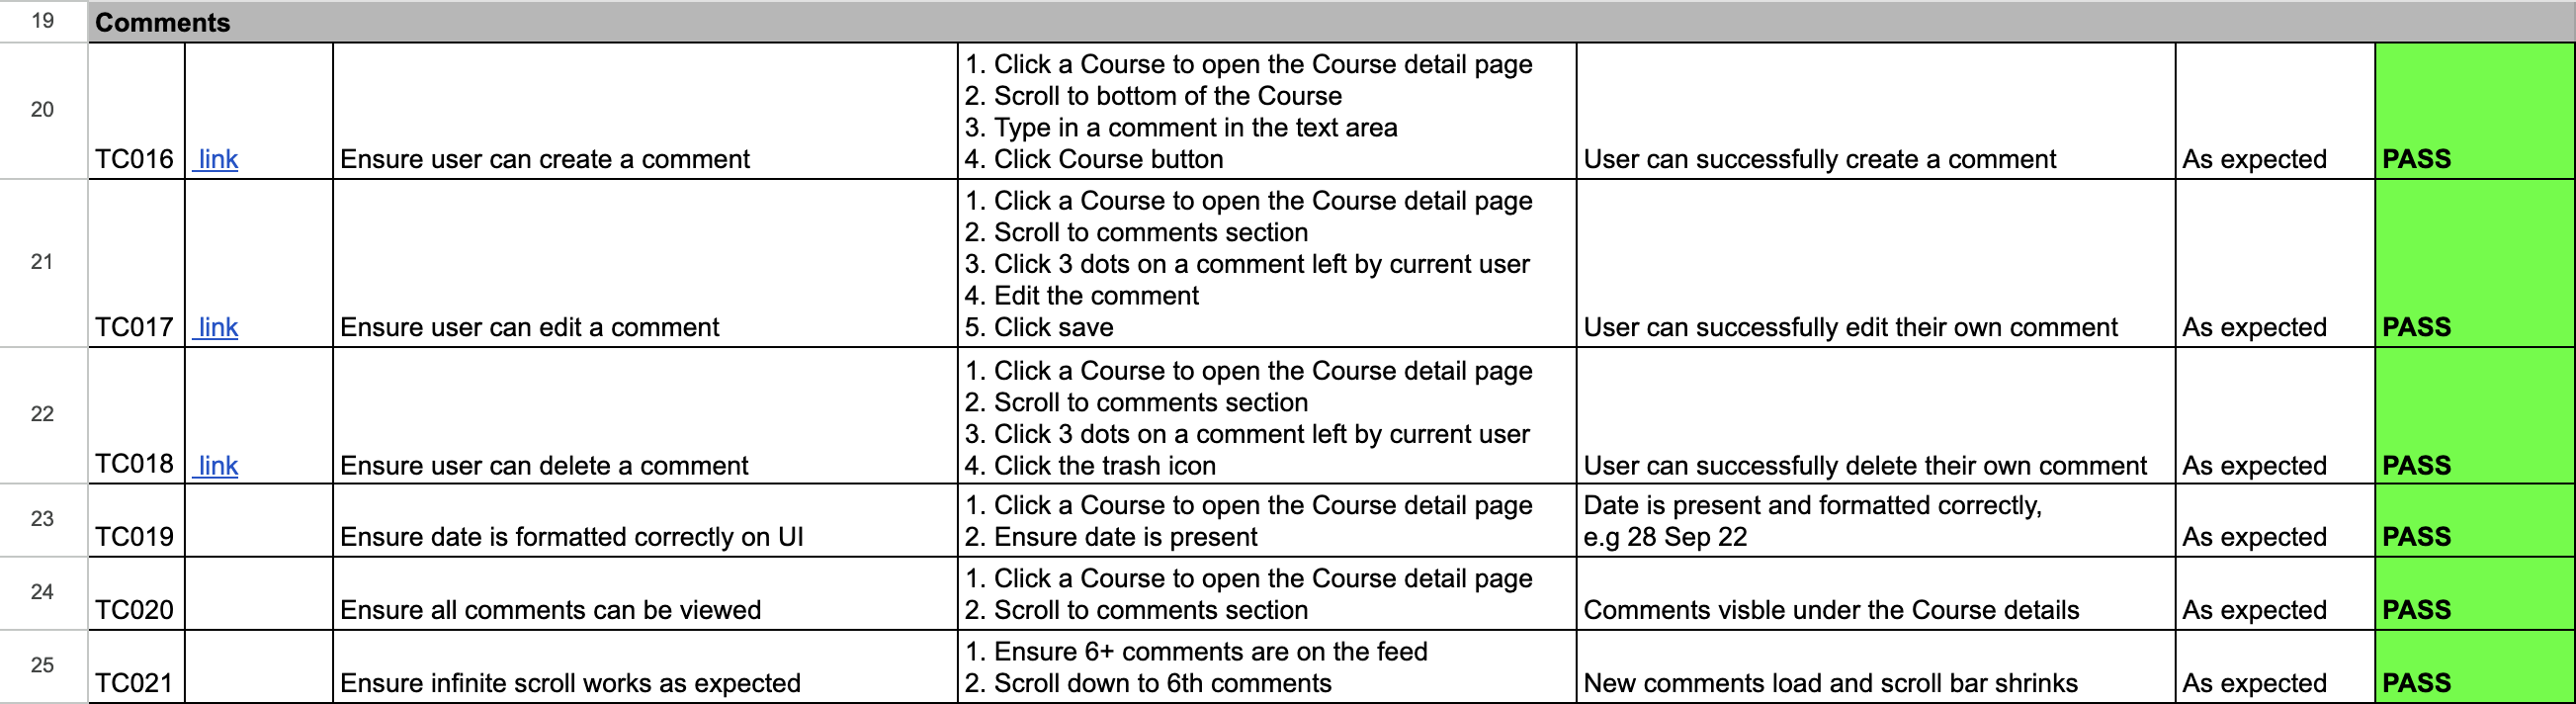 19 Comments
20
1. Click a Course to open the Course detail page
2. Scroll to bottom of the Course
3. Type in a comment in the text area
4. Click Course button
TC016 link Ensure user can create a comment User can successfully create a comment As expected PASS
21
1. Click a Course to open the Course detail page
2. Scroll to comments section
3. Click 3 dots on a comment left by current user
4. Edit the comment
5. Click save
TC017 link Ensure user can edit a comment User can successfully edit their own comment As expected PASS
22
1. Click a Course to open the Course detail page
2. Scroll to comments section
3. Click 3 dots on a comment left by current user
4. Click the trash icon
TC018 link Ensure user can delete a comment User can successfully delete their own comment As expected PASS
23
1. Click a Course to open the Course detail page
2. Ensure date is present
Date is present and formatted correctly,
e.g 28 Sep 22
TC019 Ensure date is formatted correctly on UI As expected PASS
24
1. Click a Course to open the Course detail page
2. Scroll to comments section
TC020 Ensure all comments can be viewed Comments visble under the Course details As expected PASS
25
1. Ensure 6+ comments are on the feed
2. Scroll down to 6th comments
TC021 Ensure infinite scroll works as expected New comments load and scroll bar shrinks As expected PASS